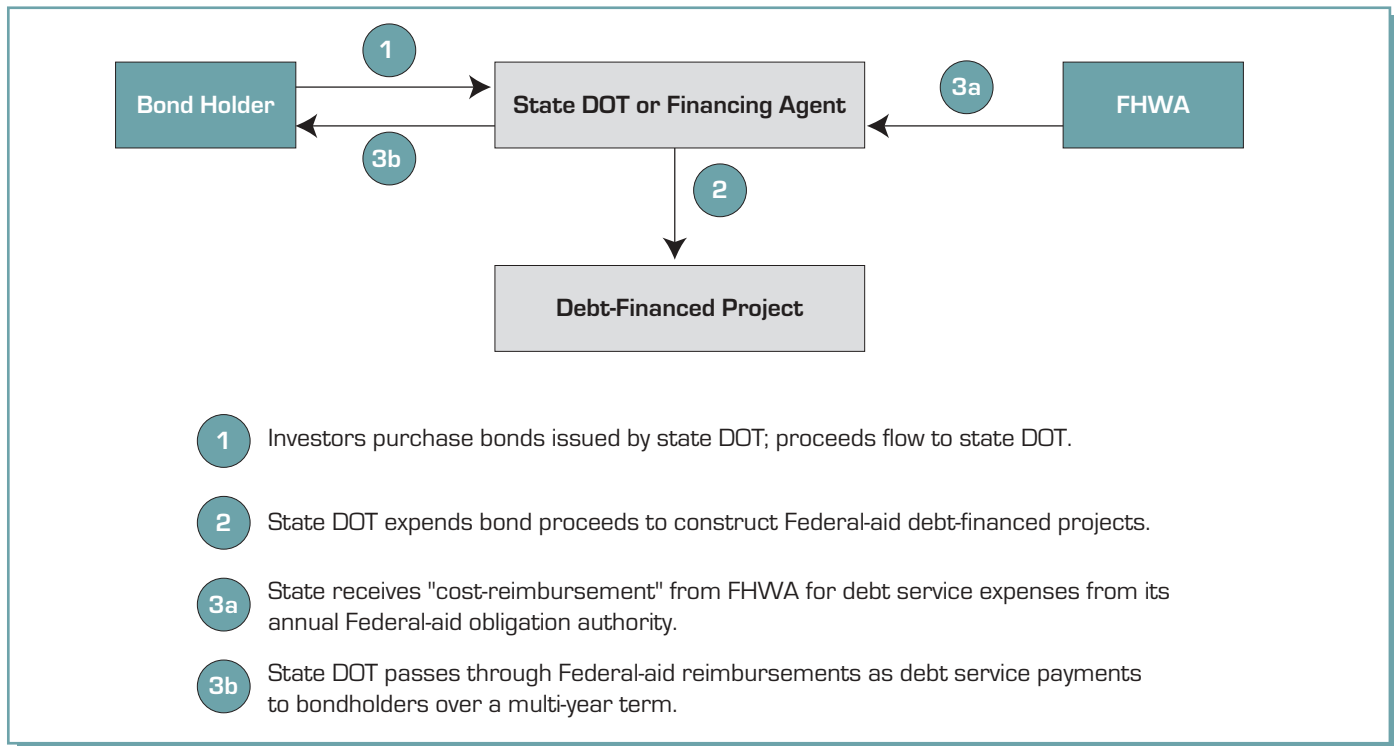 1
3a
Bond Holder
State DOT or Financing Agent
FHWA
3b
2
Debt-Financed Project
1 Investors purchase bonds issued by state DOT; proceeds flow to state DOT.
2 State DOT expends bond proceeds to construct Federal-aid debt-financed projects.
3a State receives "cost-reimbursement" from FHWA for debt service expenses from its
annual Federal-aid obligation authority.
3b State DOT passes through Federal-aid reimbursements as debt service payments
to bondholders over a multi-year term.